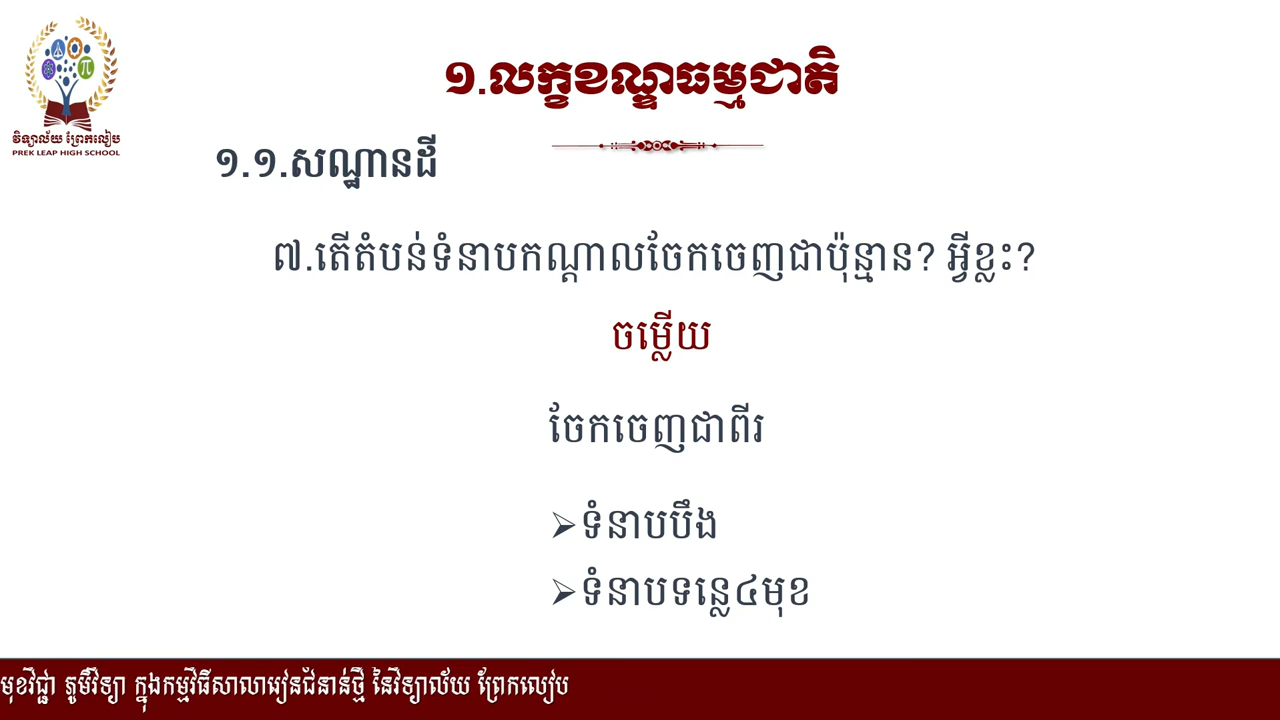 វិទ្យាល័យ ព្រែកលៀប
PREK LEAP HIGH SCHOOL
១.លក្ខខណ្ឌធម្មជាតិ
១.១.សណ្ឋានដី
៧.តើតំបន់ទំនាបកណ្តាលចែកចេញជាប៉ុន្មាន? អ្វីខ្លះ?
ចម្លើយ
ចែកចេញជាពីរ
➢ទំនាបបឹង
➢ទំនាបទន្លេ៤មុខ
មុខវិជ្ជា ភូមិវិទ្យា ក្នុងកម្មវិធីសាលារៀនជំនាន់ថ្មី នៃវិទ្យាល័យ ព្រែកលៀប